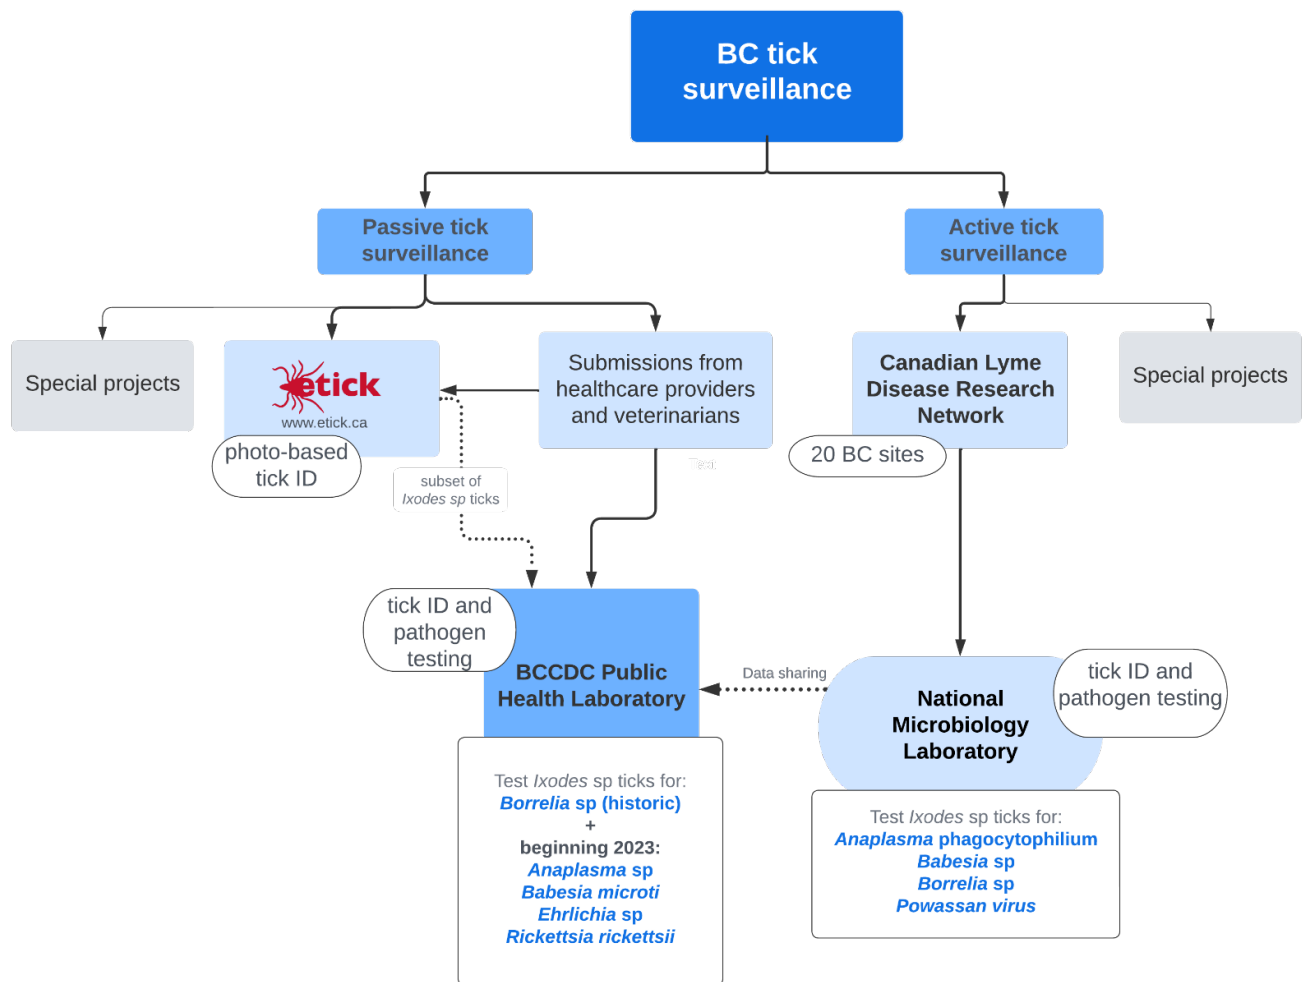 BC tick
surveillance
Passive tick
surveillance
Active tick
surveillance
Special projects
etick
www.etick.ca
photo-based
tick ID
Submissions from
healthcare providers
and veterinarians
Canadian Lyme
Disease Research
Network
20 BC sites
Special projects
Text
subset of
Ixodes sp ticks
tick ID and
pathogen
testing
BCCDC Public
Health Laboratory
Data sharing
National
Microbiology
Laboratory
tick ID and
pathogen testing
Test Ixodes sp ticks for:
Borrelia sp (historic)
+
beginning 2023:
Anaplasma sp
Babesia microti
Ehrlichia sp
Rickettsia rickettsii
Test Ixodes sp ticks for:
Anaplasma phagocytophilium
Babesia sp
Borrelia sp
Powassan virus